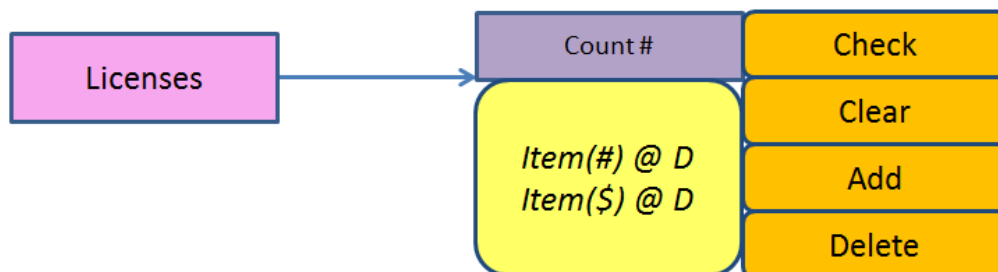 Licenses
Count #
Item(#) @ D
Item($) @ D
Check
Clear
Add
Delete